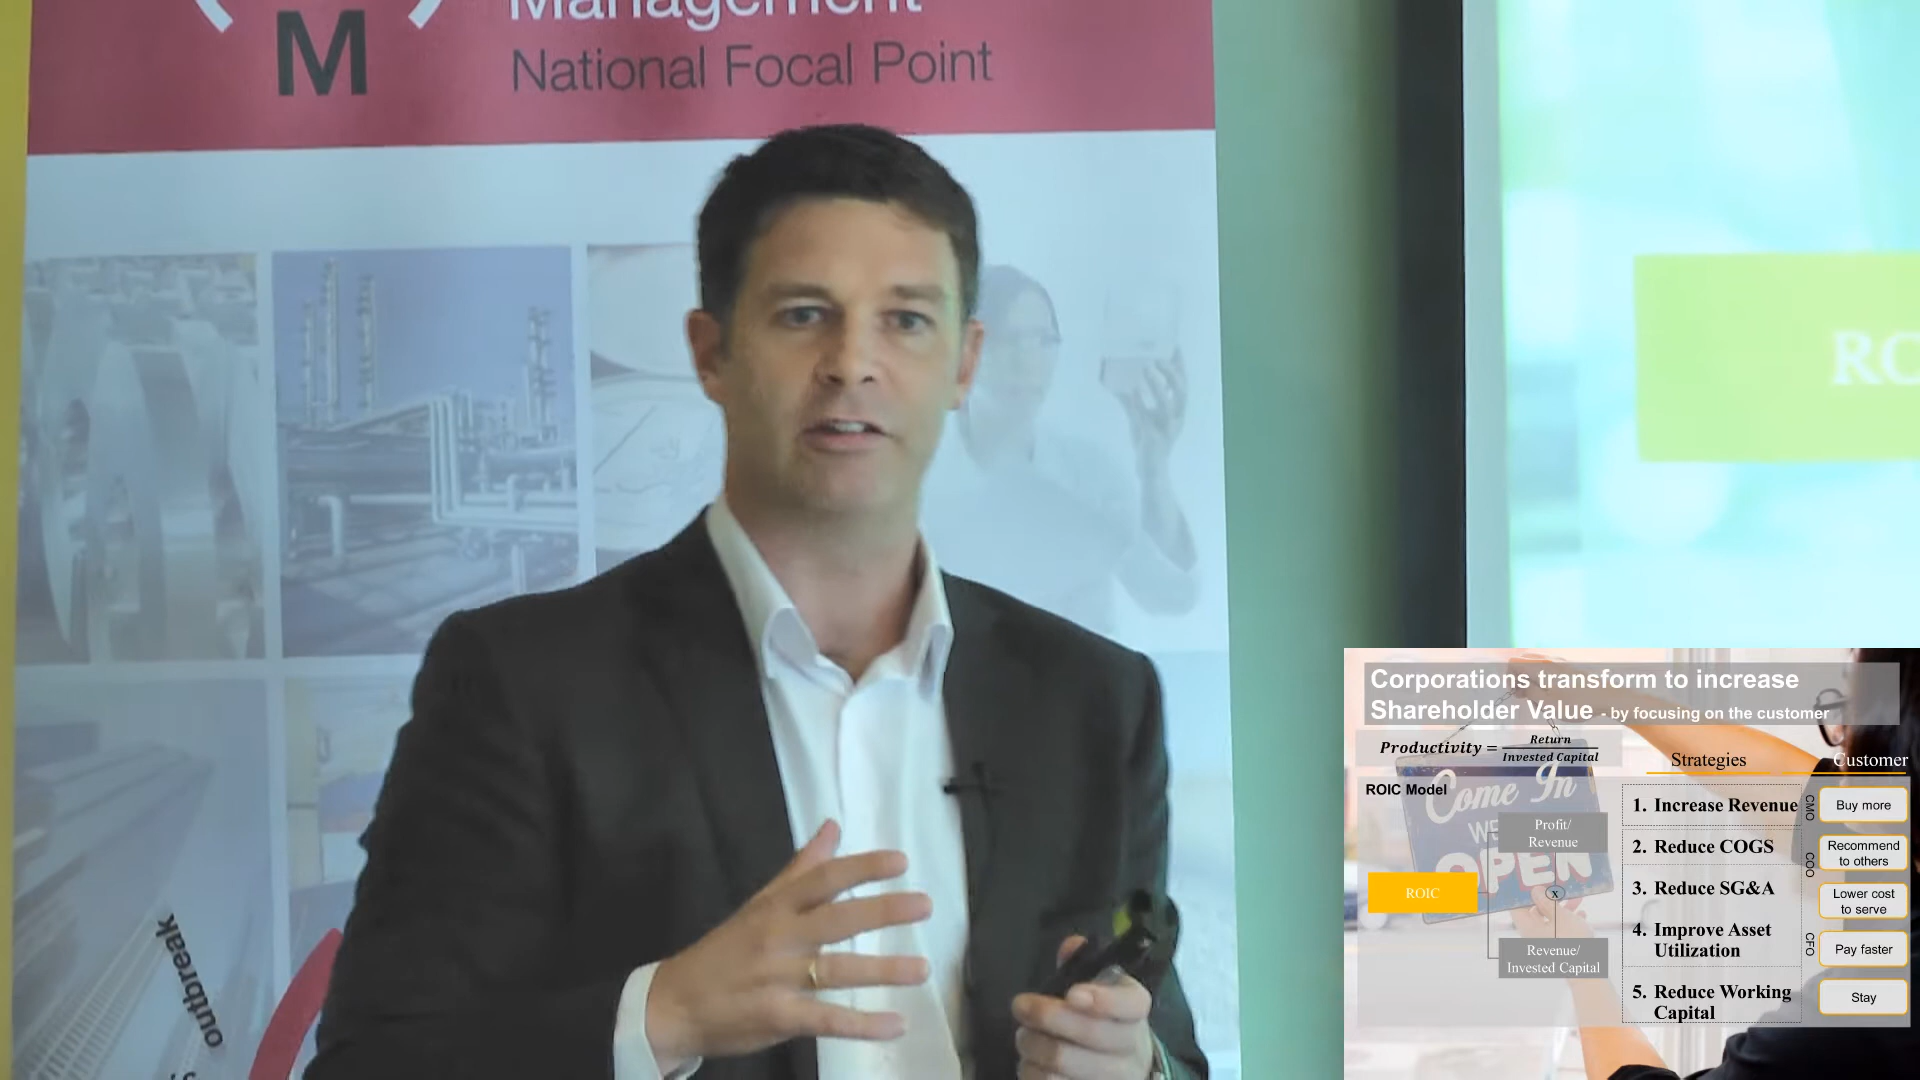 Management
M
National Focal Point
RO
outbreak
Corporations transform to increase
Shareholder Value - by focusing on the customer
Productivity = Return
Invested Capital
Strategies
Customer
ROIC Model
Come In
WE
OPEN
Profit/
Revenue
ROIC
x
Revenue/
Invested Capital
1. Increase Revenue
2. Reduce COGS
3. Reduce SG&A
4. Improve Asset
Utilization
5. Reduce Working
Capital
CMO
COO
CFO
Buy more
Recommend
to others
Lower cost
to serve
Pay faster
Stay